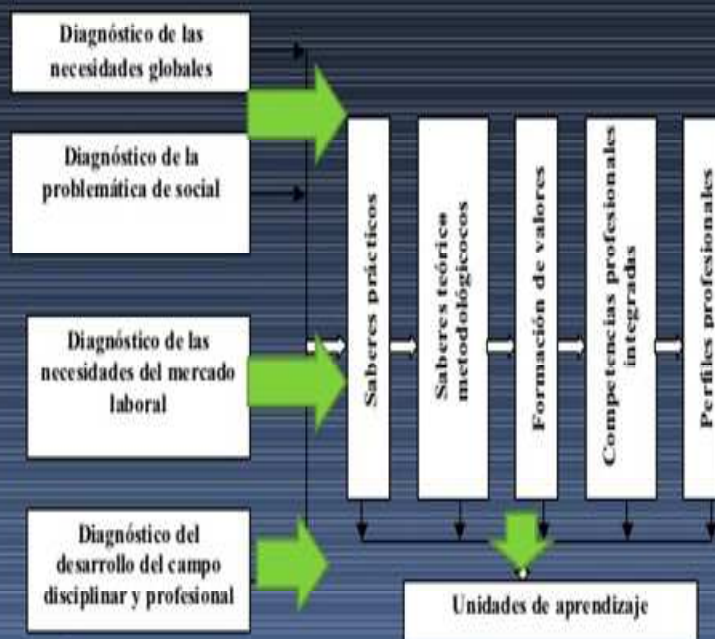 Diagnóstico de las
necesidades globales
Diagnóstico de la
problemática de social
Diagnóstico de las
necesidades del mercado
laboral
Diagnóstico del
desarrollo del campo
disciplinar y profesional
Saberes prácticos
Saberes teórico
metodológicocos
Formación de valores
Competencias profesionales
integradas
Perfiles profesionales
Unidades de aprendizaje